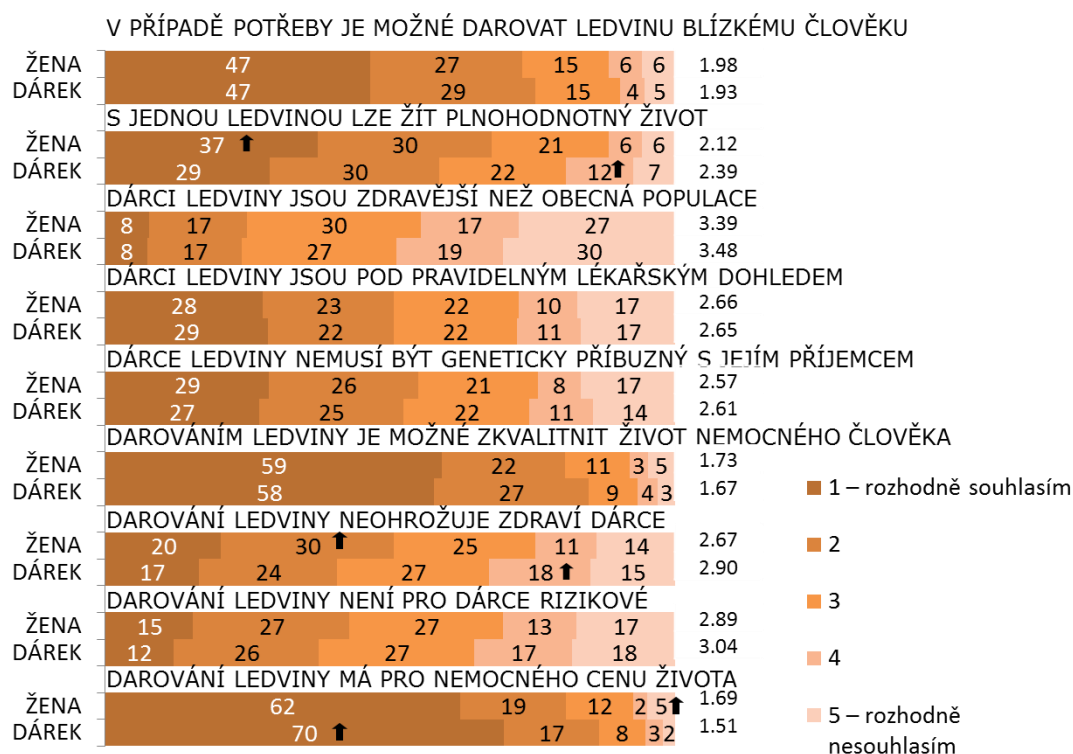 V PŘÍPADĚ POTŘEBY JE MOŽNÉ DAROVAT LEDVINU BLÍZKÉMU ČLOVĚKU
ŽENA 47 27 15 6 6 1.98
DÁREK 47 29 15 4 5 1.93
S JEDNOU LEDVINOU LZE ŽÍT PLNOHODNOTNÝ ŽIVOT
ŽENA 37 30 21 6 6 2.12
DÁREK 29 30 22 12 7 2.39
DÁRCI LEDVINY JSOU ZDRAVĚJŠÍ NEŽ OBECNÁ POPULACE
ŽENA 8 17 30 17 27 3.39
DÁREK 8 17 27 19 30 3.48
DÁRCI LEDVINY JSOU POD PRAVIDELNÝM LÉKAŘSKÝM DOHLEDEM
ŽENA 28 23 22 10 17 2.66
DÁREK 29 22 22 11 17 2.65
DÁRCE LEDVINY NEMUSÍ BÝT GENETICKY PŘÍBUZNÝ S JEJÍM PŘÍJEMCEM
ŽENA 29 26 21 8 17 2.57
DÁREK 27 25 22 11 14 2.61
DAROVÁNÍM LEDVINY JE MOŽNÉ ZKVALITNIT ŽIVOT NEMOCNÉHO ČLOVĚKA
ŽENA 59 22 11 3 5 1.73
DÁREK 58 27 9 4 3 1.67
DAROVÁNÍ LEDVINY NEOHROŽUJE ZDRAVÍ DÁRCE
ŽENA 20 30 25 11 14 2.67
DÁREK 17 24 27 18 15 2.90
DAROVÁNÍ LEDVINY NENÍ PRO DÁRCE RIZIKOVÉ
ŽENA 15 27 27 13 17 2.89
DÁREK 12 26 27 17 18 3.04
DAROVÁNÍ LEDVINY MÁ PRO NEMOCNÉHO CENU ŽIVOTA
ŽENA 62 19 12 2 5 1.69
DÁREK 70 17 8 3 2 1.51
1 – rozhodně souhlasím
2
3
4
5 – rozhodně
nesouhlasím